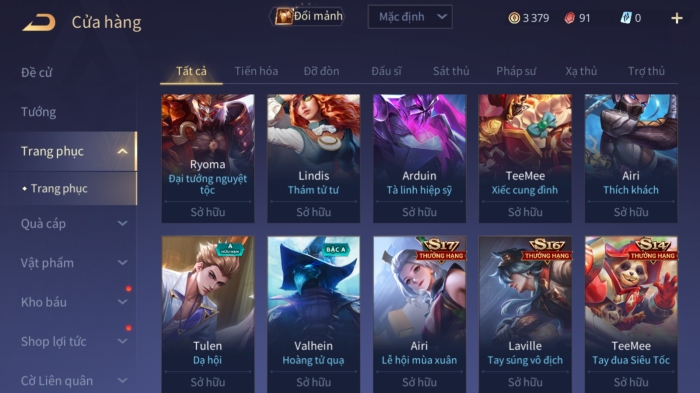 Cửa hàng
Đổi mảnh
Mặc định
3 379
91
0
Đề cử
Tướng
Trang phục
Trang phục
Quà cáp
Vật phẩm
Kho báu
Shop lợi tức
Cờ Liên quân
Tất cả Tiến hóa Đỡ đòn Đấu sĩ Sát thủ Pháp sư Xạ thủ Trợ thủ
Ryoma
Đại tướng nguyệt
tộc
Sở hữu
Lindis
Thám tử tư
Sở hữu
Arduin
Tà linh hiệp sỹ
Sở hữu
TeeMee
Xiếc cung đình
Sở hữu
Airi
Thích khách
Sở hữu
A
HỮU HẠN
Tulen
Dạ hội
Sở hữu
BẬC A
Valhein
Hoàng tử quạ
Sở hữu
S17
THƯỞNG HẠNG
Airi
Lễ hội mùa xuân
Sở hữu
S16
THƯỞNG HẠNG
Laville
Tay súng vô địch
Sở hữu
S14
THƯỞNG HẠNG
TeeMee
Tay đua Siêu Tốc
Sở hữu